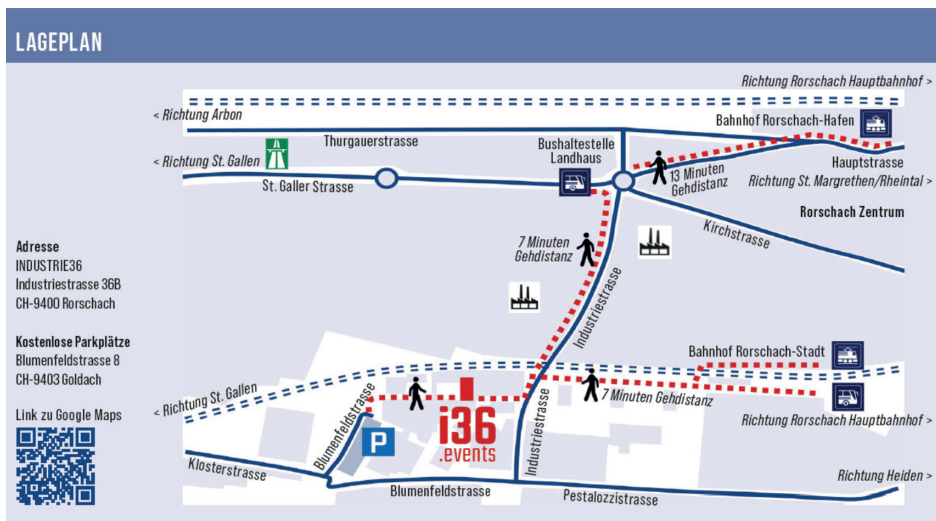 LAGEPLAN
Richtung Rorschach Hauptbahnhof >
< Richtung Arbon
Bahnhof Rorschach-Hafen
Thurgauerstrasse
Bushaltestelle
Landhaus
< Richtung St. Gallen
Hauptstrasse
13 Minuten
Gehdistanz
St. Galler Strasse
Richtung St. Margrethen/Rheintal >
Rorschach Zentrum
Kirchstrasse
7 Minuten
Gehdistanz
Adresse
INDUSTRIE36
Industriestrasse 36B
CH-9400 Rorschach
Industriestrasse
Kostenlose Parkplätze
Blumenfeldstrasse 8
CH-9403 Goldach
Bahnhof Rorschach-Stadt
Link zu Google Maps
< Richtung St. Gallen
7 Minuten Gehdistanz
Richtung Rorschach Hauptbahnhof >
Blumenfeldstrasse
P
i36
.events
Industriestrasse
Klosterstrasse
Richtung Heiden >
Blumenfeldstrasse
Pestalozzistrasse